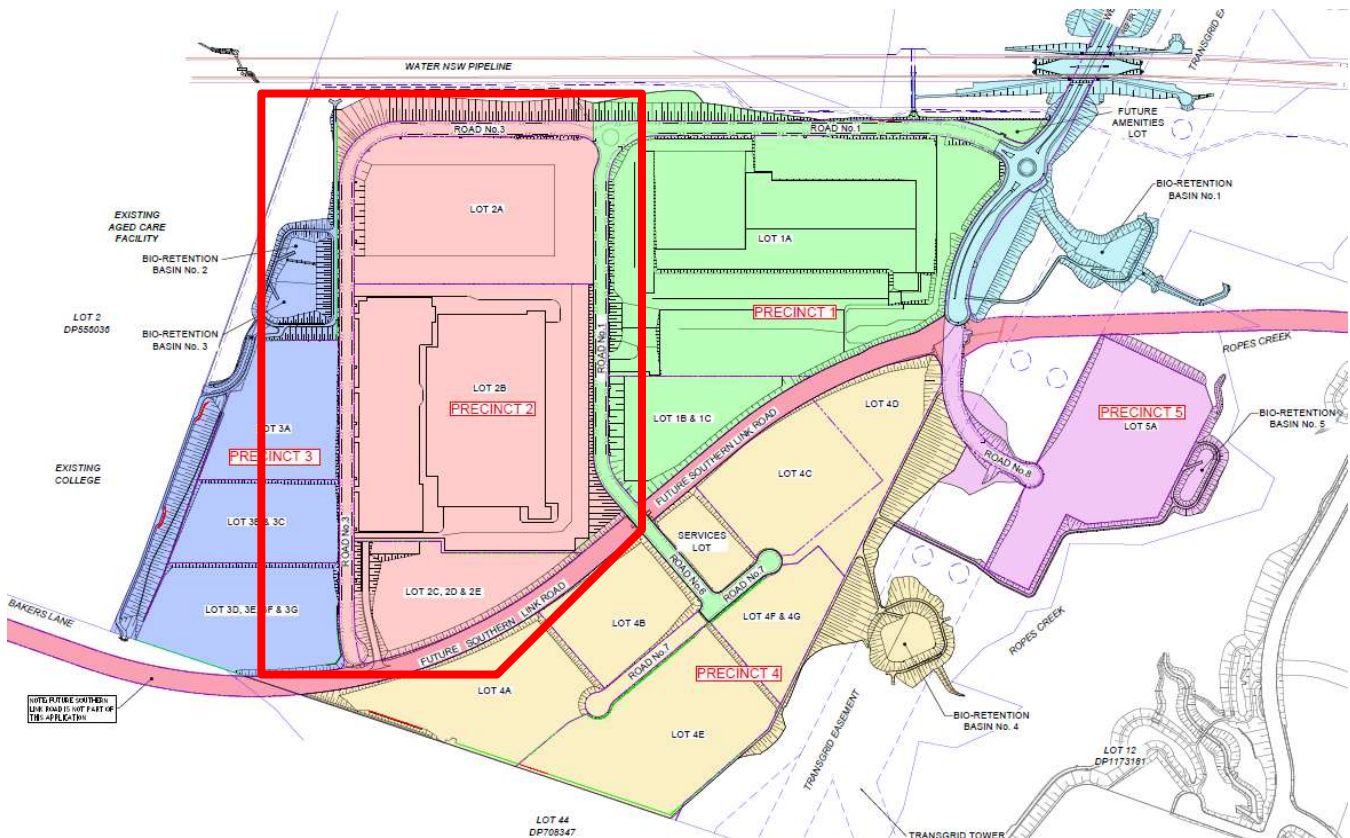 WATER NSW PIPELINE
TRANSGRID EA
ROAD No.3
ROAD No.1
FUTURE
AMENITIES
LOT
BIO-RETENTION
BASIN No.1
EXISTING
AGED CARE
FACILITY
LOT 2A
LOT 1A
BIO-RETENTION
BASIN No. 2
LOT 2
DP556036
BIO-RETENTION
BASIN No. 3
PRECINCT 1
ROAD No.1
ROPES CREEK
LOT 2B
PRECINCT 2
LOT 1B & 1C
LOT 4D
PRECINCT 5
LOT 5A
BIO-RETENTION
BASIN No. 5
LOT 3A
PRECINCT 3
EXISTING
COLLEGE
FUTURE SOUTHERN LINK ROAD
LOT 4C
ROAD No.8
LOT 3B & 3C
ROAD No.3
SERVICES
LOT
ROAD No.6
ROAD No.7
LOT 2C, 2D & 2E
LOT 3D, 3E, 3F & 3G
BAKERS LANE
FUTURE SOUTHERN LINK ROAD
LOT 4B
LOT 4F & 4G
ROAD No.7
PRECINCT 4
ROPES CREEK
LOT 4A
NOTE: FUTURE SOUTHERN
LINK ROAD IS NOT PART OF
THIS APPLICATION
LOT 4E
BIO-RETENTION
BASIN No. 4
TRANSGRID EASEMENT
LOT 12
DP1173181
LOT 44
DP708347
TRANSGRID TOWER